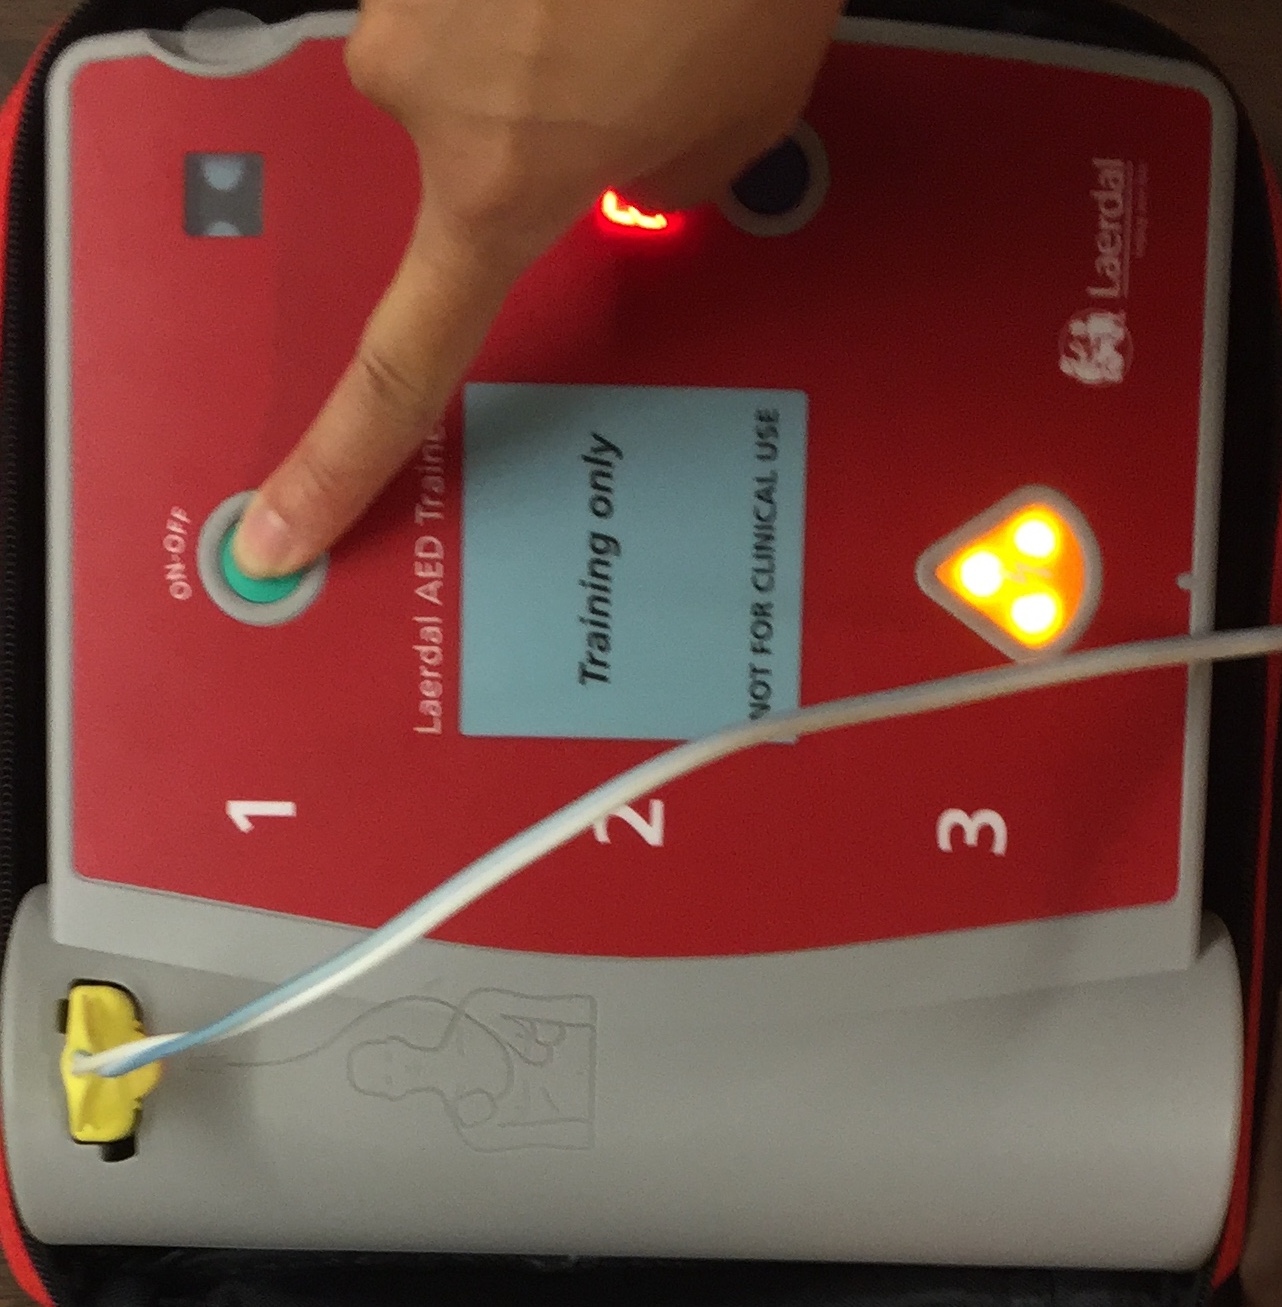 ON-OFF
1
Laerdal AED Traine
2
Training only
NOT FOR CLINICAL USE
3
Laerdal